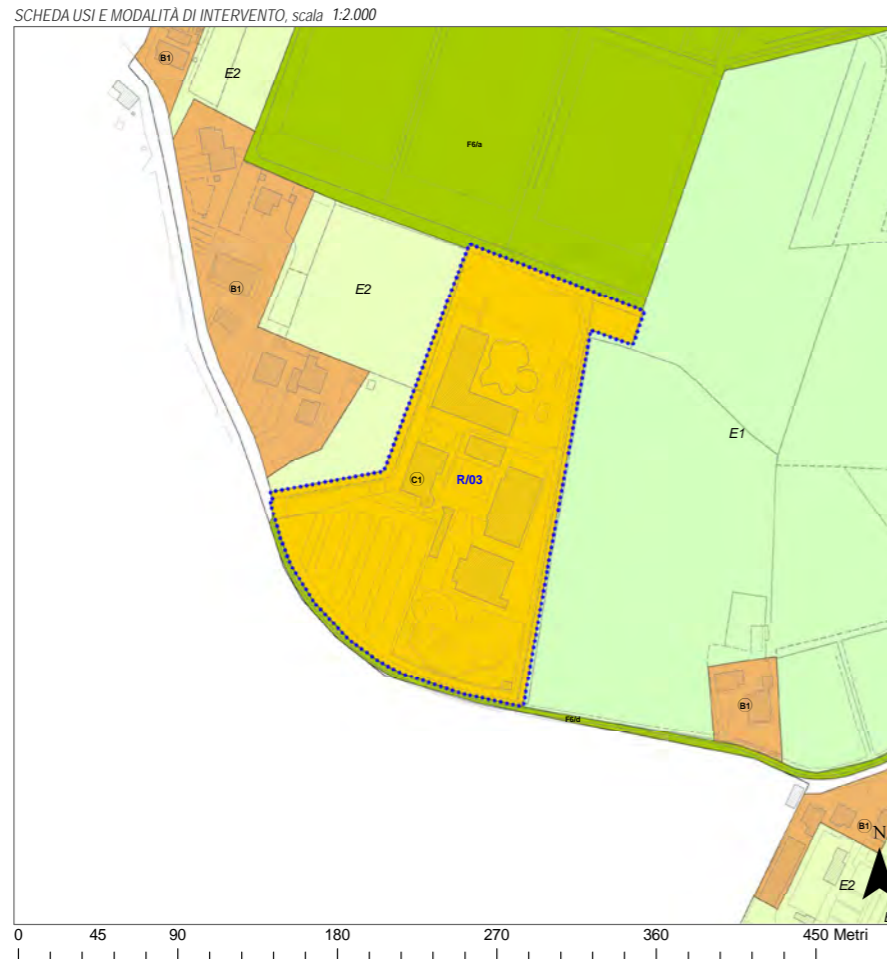 SCHEDA USI E MODALITÀ DI INTERVENTO, scala 1:2.000
B1
E2
F6/a
E2
B1
E1
C1
R/03
B1
F6/d
B1
N
E2
0 45 90 180 270 360 450 Metri